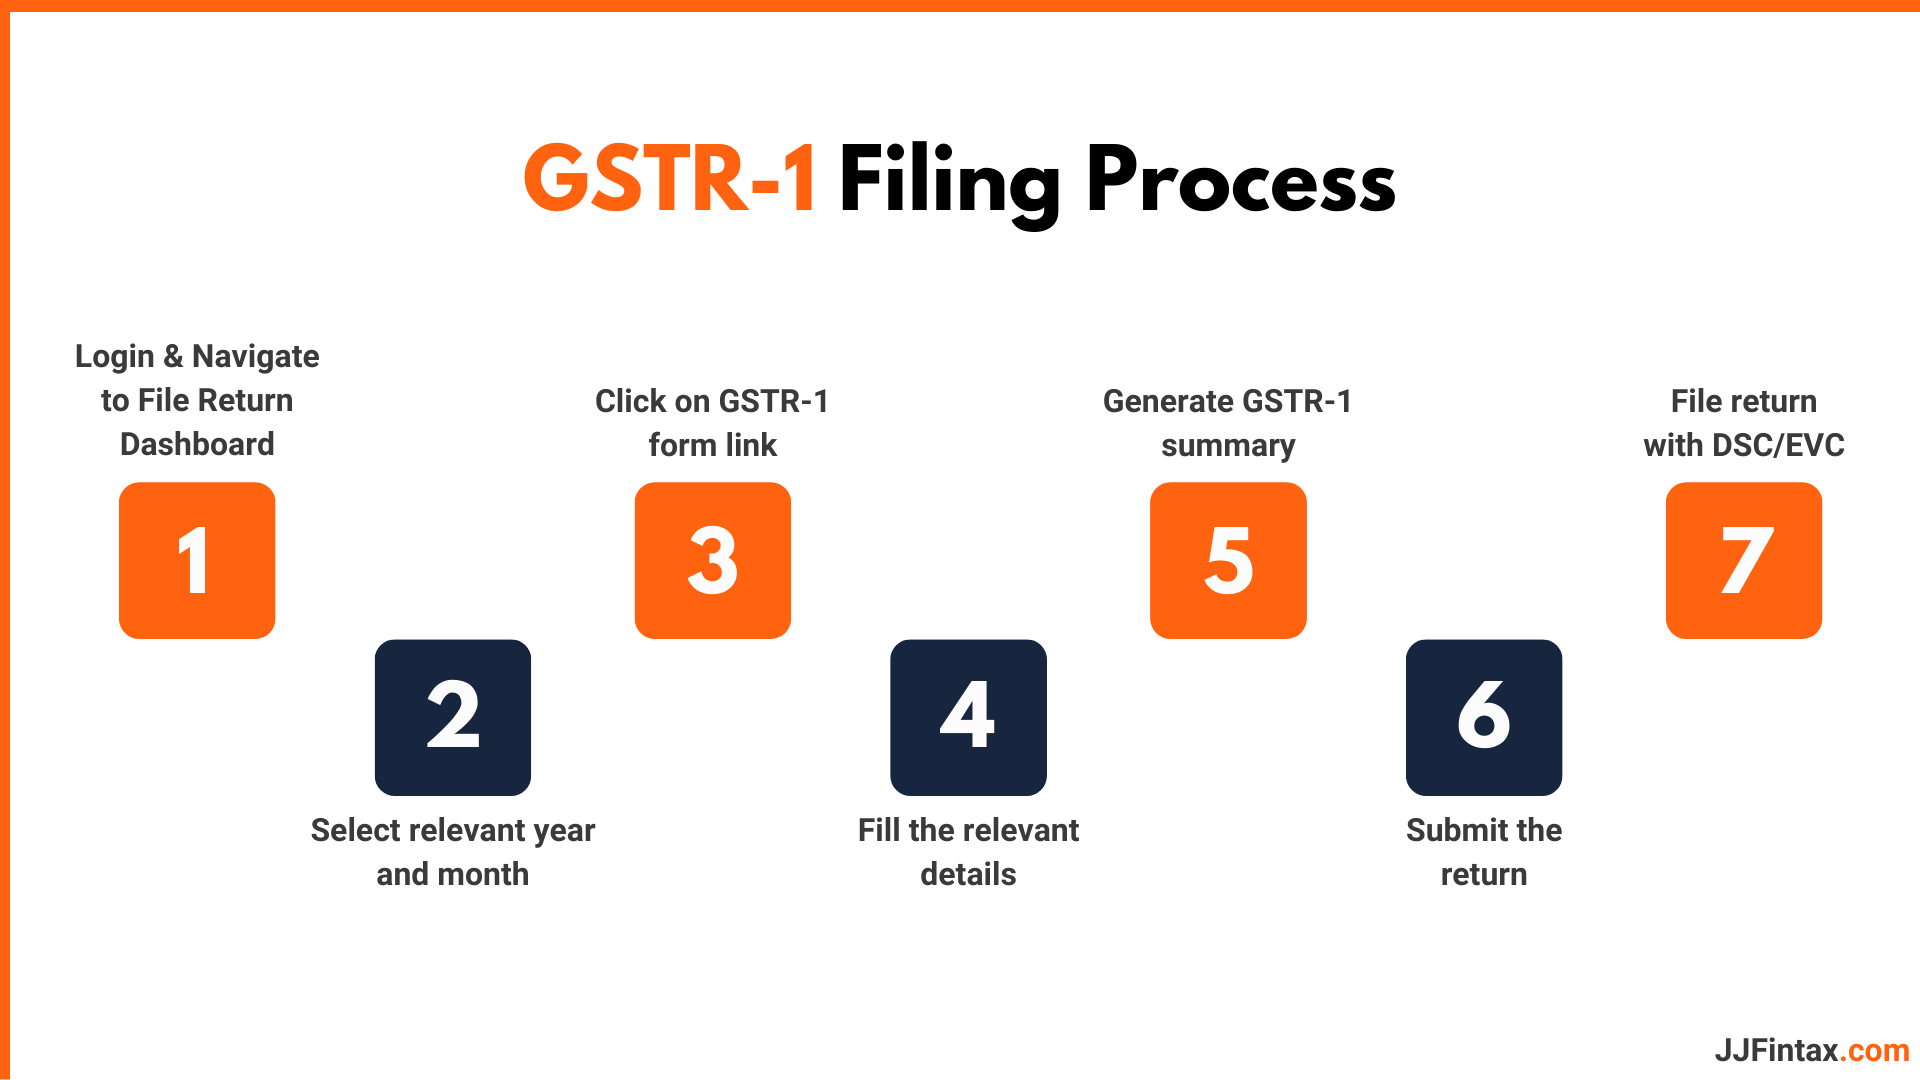 GSTR-1 Filing Process
Login & Navigate
to File Return
Dashboard
1
2
Select relevant year
and month
Click on GSTR-1
form link
3
4
Fill the relevant
details
Generate GSTR-1
summary
5
6
Submit the
return
File return
with DSC/EVC
7
JJFintax.com